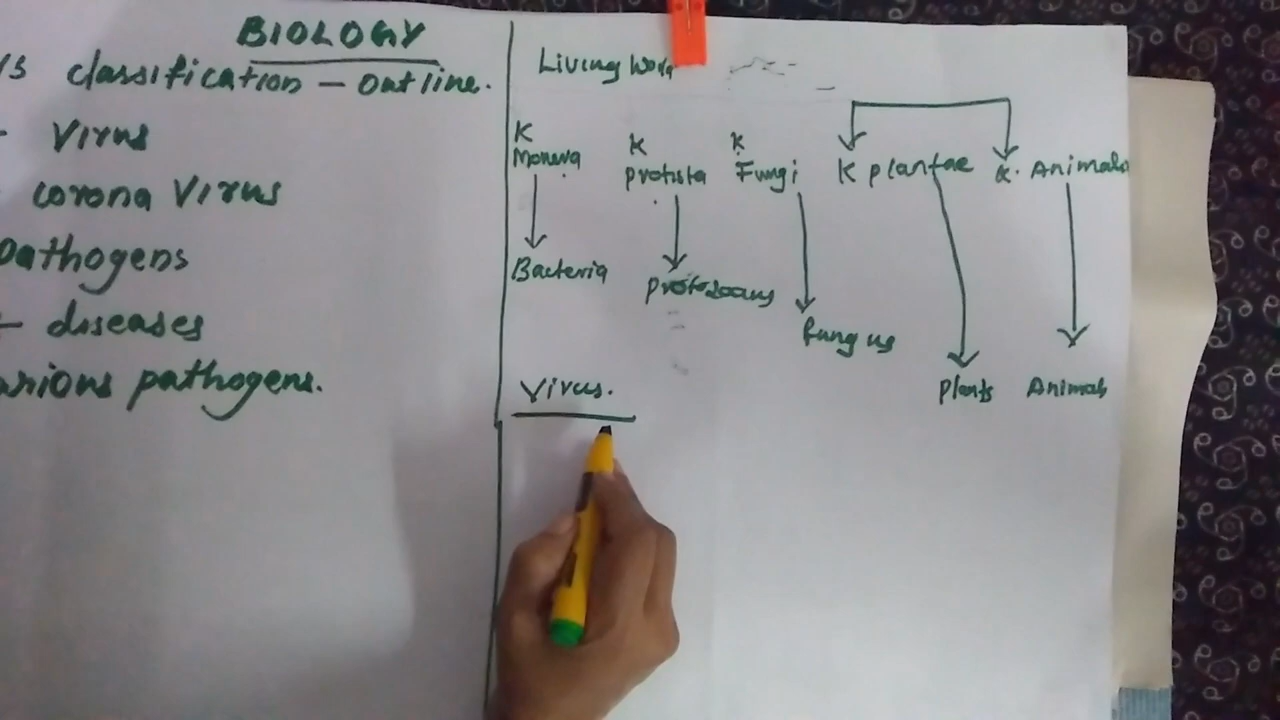 BIOLOGY
classification - outline.
- Virus
corona Virus
Pathogens
- diseases
pathogens.
Living
K
Monera
K
protista
K
Fungi
K plantae
K. Animals
Bacteria
protozoans
fungus
plants
Animals
Virus.